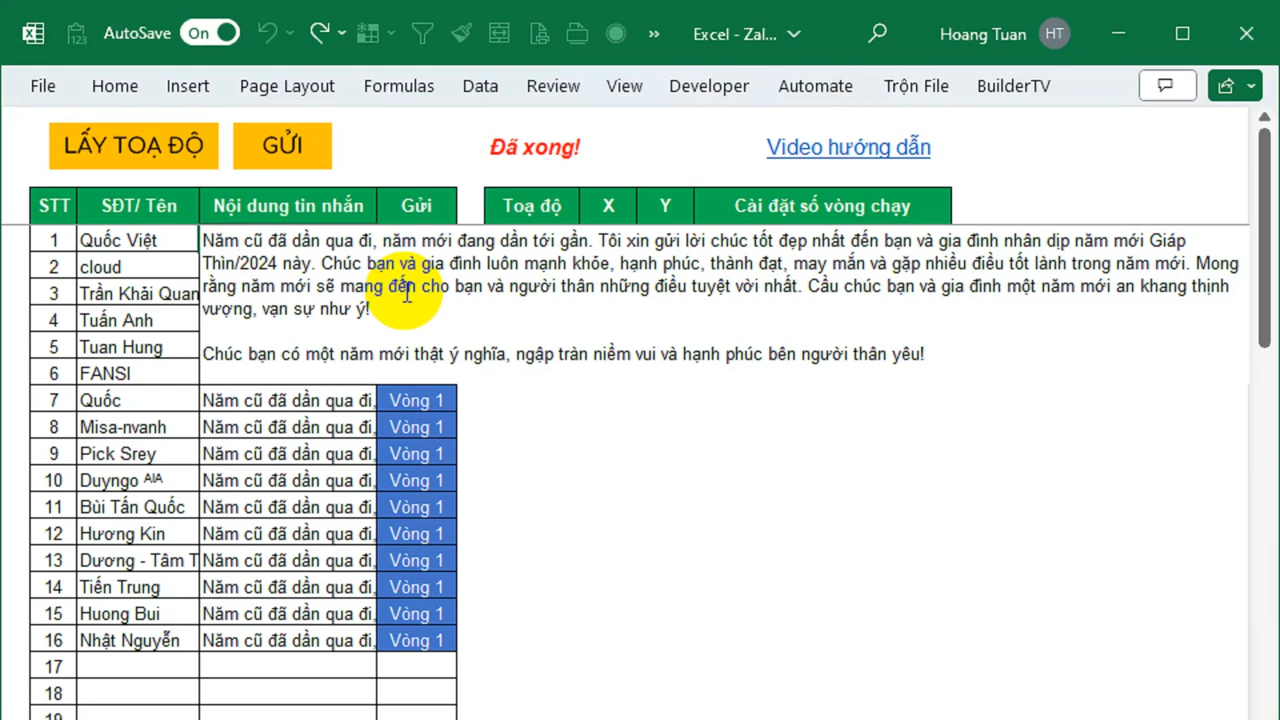 AutoSave On Excel - Zal... Hoang Tuan HT
File Home Insert Page Layout Formulas Data Review View Developer Automate Trộn File BuilderTV
LẤY TOẠ ĐỘ GỬI Đã xong! Video hướng dẫn
STT SĐT/ Tên Nội dung tin nhắn Gửi Toạ độ X Y Cài đặt số vòng chạy
1 Quốc Việt
2 cloud
3 Trần Khải Quan
4 Tuấn Anh
5 Tuan Hung
6 FANSI
Năm cũ đã dần qua đi, năm mới đang dần tới gần. Tôi xin gửi lời chúc tốt đẹp nhất đến bạn và gia đình nhân dịp năm mới Giáp
Thìn/2024 này. Chúc bạn và gia đình luôn mạnh khỏe, hạnh phúc, thành đạt, may mắn và gặp nhiều điều tốt lành trong năm mới. Mong
rằng năm mới sẽ mang đến cho bạn và người thân những điều tuyệt vời nhất. Cầu chúc bạn và gia đình một năm mới an khang thịnh
vượng, vạn sự như ý!
Chúc bạn có một năm mới thật ý nghĩa, ngập tràn niềm vui và hạnh phúc bên người thân yêu!
7 Quốc Năm cũ đã dần qua đi, Vòng 1
8 Misa-nvanh Năm cũ đã dần qua đi, Vòng 1
9 Pick Srey Năm cũ đã dần qua đi, Vòng 1
10 Duyngo ᴬᴵᴬ Năm cũ đã dần qua đi, Vòng 1
11 Bùi Tấn Quốc Năm cũ đã dần qua đi, Vòng 1
12 Hương Kin Năm cũ đã dần qua đi, Vòng 1
13 Dương - Tâm T Năm cũ đã dần qua đi, Vòng 1
14 Tiến Trung Năm cũ đã dần qua đi, Vòng 1
15 Huong Bui Năm cũ đã dần qua đi, Vòng 1
16 Nhật Nguyễn Năm cũ đã dần qua đi, Vòng 1
17
18
19